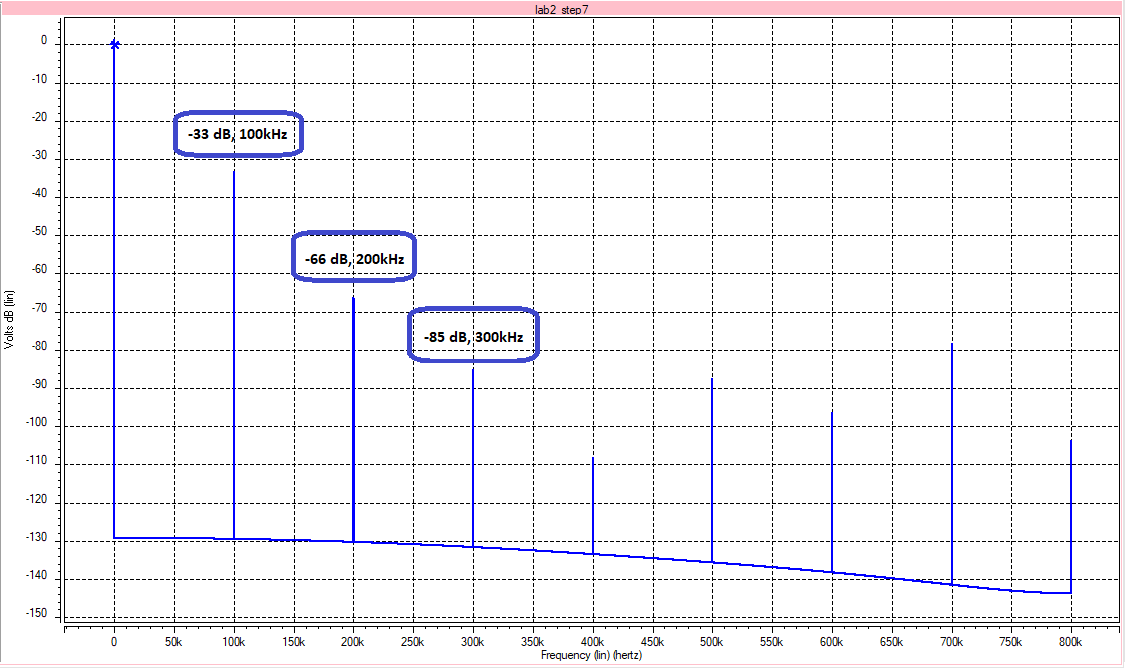 lab2_step7
0
-10
-20
-30
-40
-50
-60
-70
-80
-90
-100
-110
-120
-130
-140
-150
Volts dB (lin)
-33 dB, 100kHz
-66 dB, 200kHz
-85 dB, 300kHz
0 50k 100k 150k 200k 250k 300k 350k 400k 450k 500k 550k 600k 650k 700k 750k 800k
Frequency (lin) (hertz)